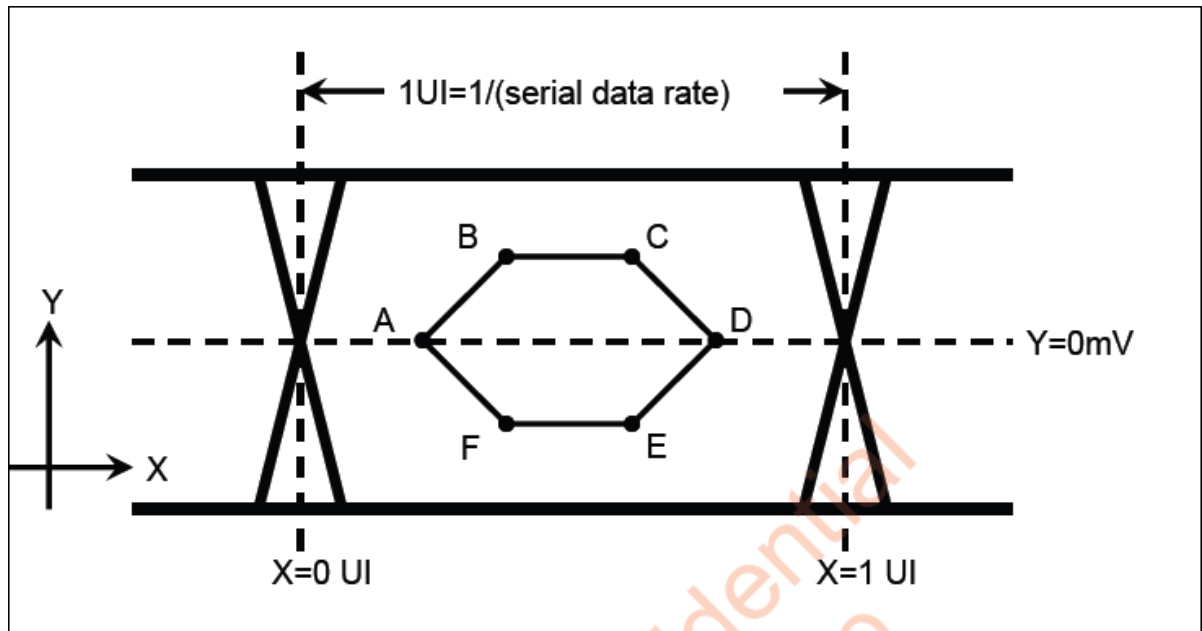 1UI=1/(serial data rate)
B
C
Y
A
D
Y=0mV
F
E
X
X=0 UI
X=1 UI